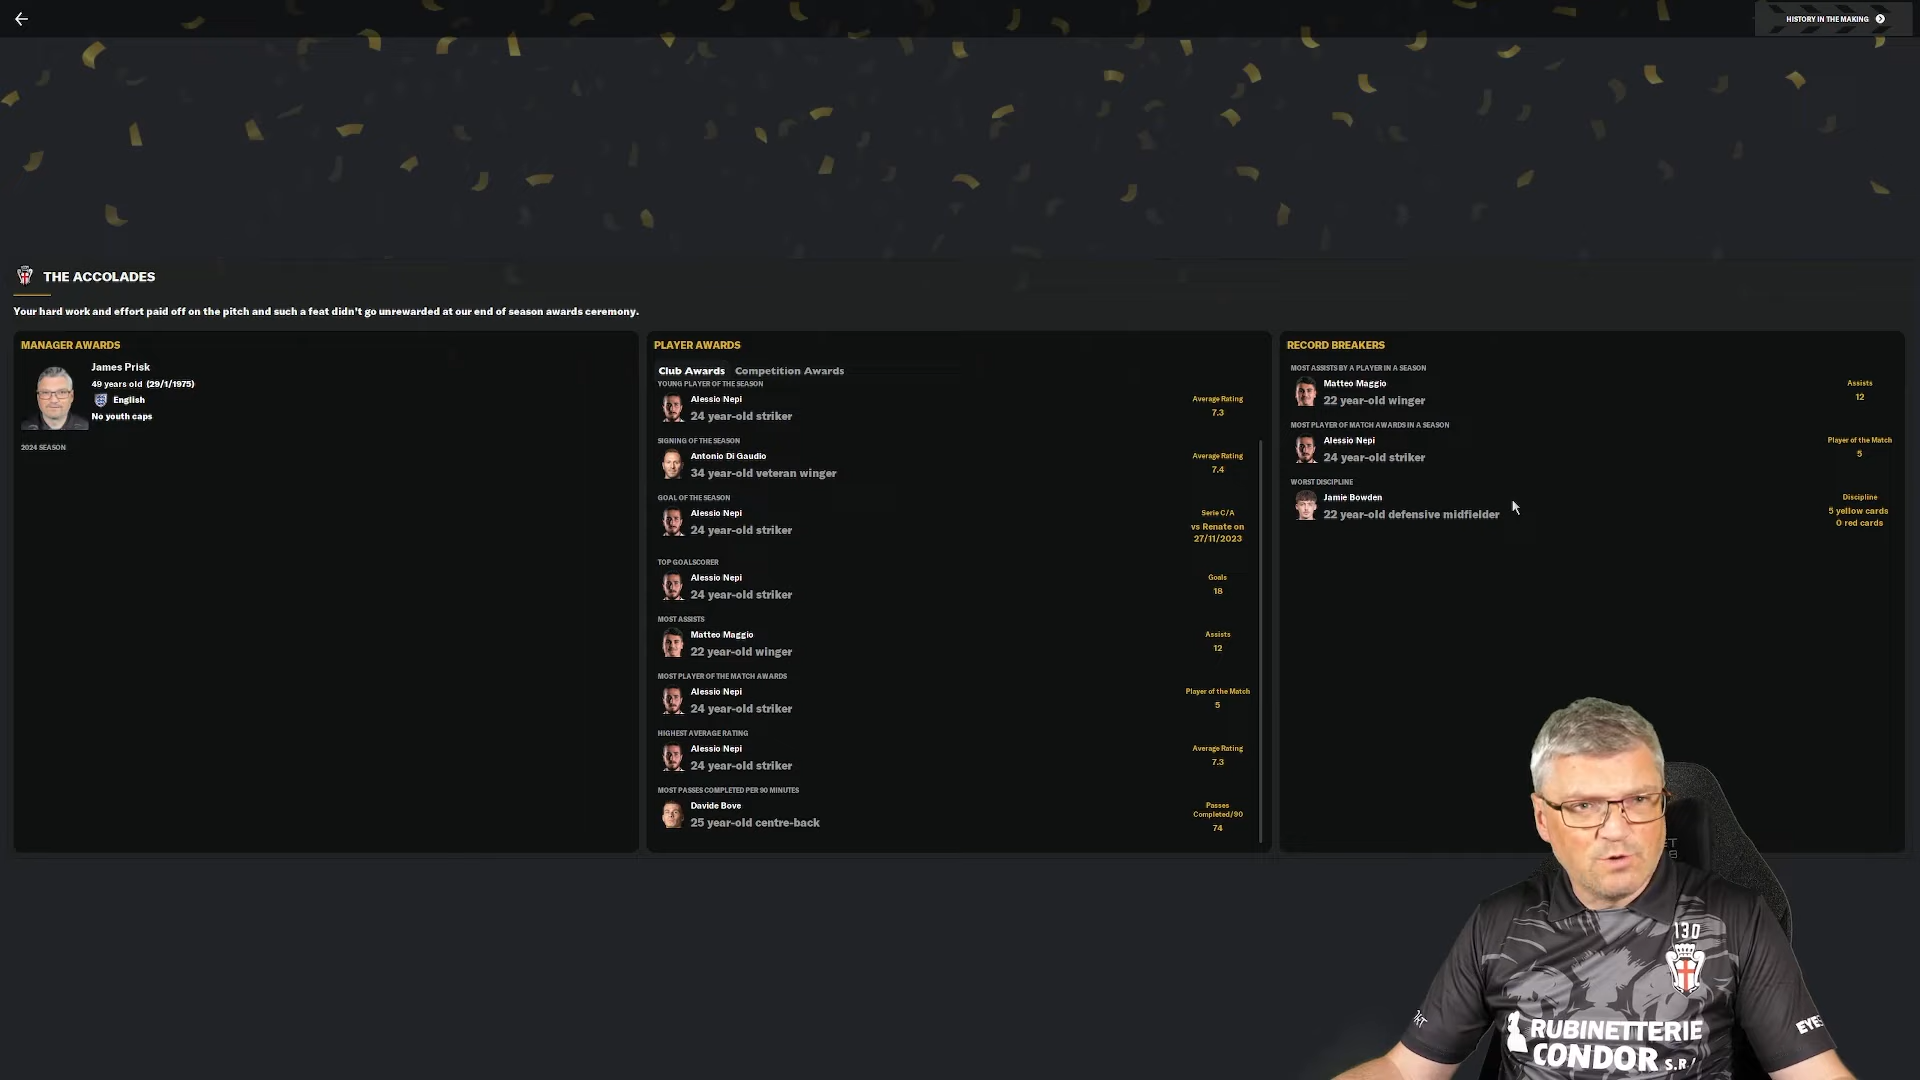 HISTORY IN THE MAKING
THE ACCOLADES
Your hard work and effort paid off on the pitch and such a feat didn't go unrewarded at our end of season awards ceremony.
MANAGER AWARDS
James Prisk
49 years old (29/1/1975)
English
No youth caps
2024 SEASON
PLAYER AWARDS
Club Awards Competition Awards
YOUNG PLAYER OF THE SEASON
Alessio Nepi
24 year-old striker
Average Rating
7.3
SIGNING OF THE SEASON
Antonio Di Gaudio
34 year-old veteran winger
Average Rating
7.4
GOAL OF THE SEASON
Alessio Nepi
24 year-old striker
Serie C/A
vs Renate on
27/11/2023
TOP GOALSCORER
Alessio Nepi
24 year-old striker
Goals
18
MOST ASSISTS
Matteo Maggio
22 year-old winger
Assists
12
MOST PLAYER OF THE MATCH AWARDS
Alessio Nepi
24 year-old striker
Player of the Match
5
HIGHEST AVERAGE RATING
Alessio Nepi
24 year-old striker
Average Rating
7.3
MOST PASSES COMPLETED PER 90 MINUTES
Davide Bove
25 year-old centre-back
Passes
Completed/90
74
RECORD BREAKERS
MOST ASSISTS BY A PLAYER IN A SEASON
Matteo Maggio
22 year-old winger
Assists
12
MOST PLAYER OF MATCH AWARDS IN A SEASON
Alessio Nepi
24 year-old striker
Player of the Match
5
WORST DISCIPLINE
Jamie Bowden
22 year-old defensive midfielder
Discipline
5 yellow cards
0 red cards
130
RUBINETTERIE
CONDOR S.R